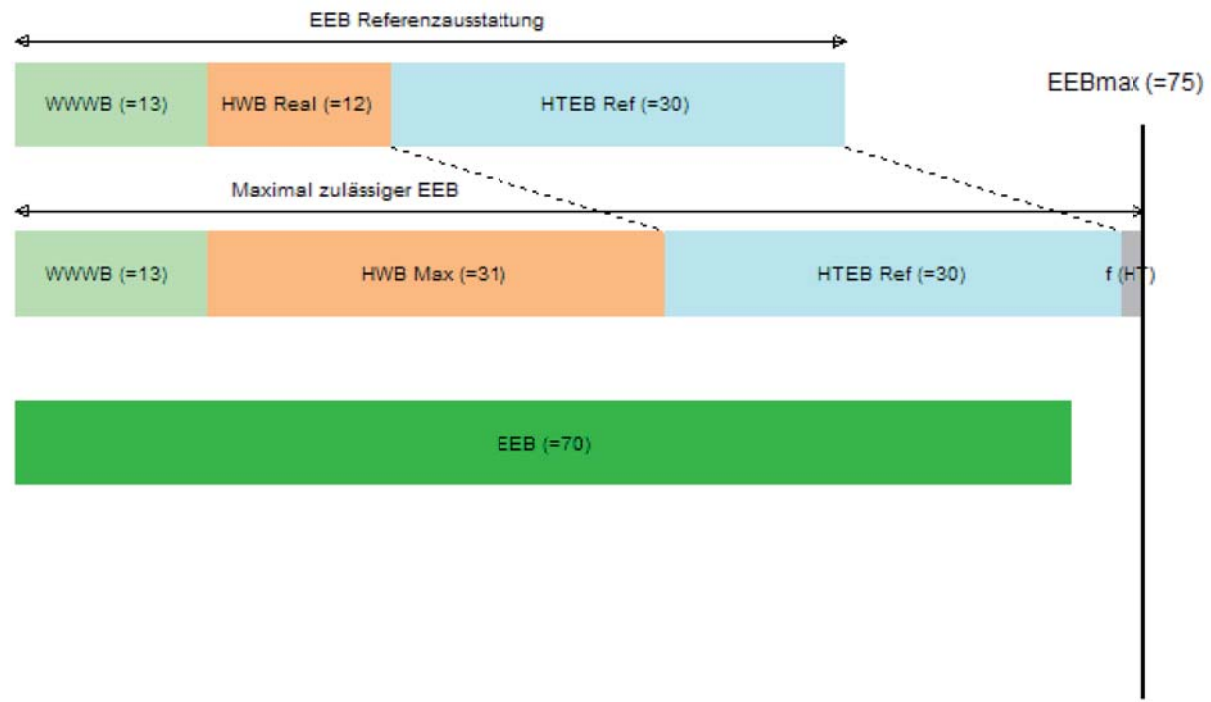 EEB Referenzausstattung
EEBmax (=75)
WWWB (=13) HWB Real (=12) HTEB Ref (=30)
Maximal zulässiger EEB
WWWB (=13) HWB Max (=31) HTEB Ref (=30) f (HT)
EEB (=70)